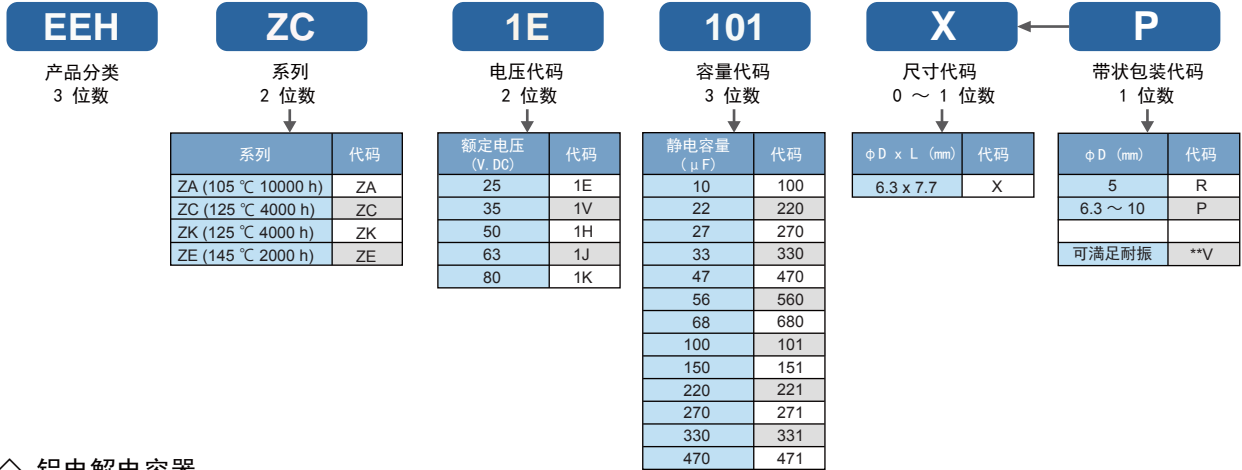 EEH ZC 1E 101 X P
产品分类 系列 电压代码 容量代码 尺寸代码 带状包装代码
3 位数 2 位数 2 位数 3 位数 0 ～ 1 位数 1 位数
系列 代码
ZA (105 ℃ 10000 h) ZA
ZC (125 ℃ 4000 h) ZC
ZK (125 ℃ 4000 h) ZK
ZE (145 ℃ 2000 h) ZE
额定电压 (V.DC) 代码
25 1E
35 1V
50 1H
63 1J
80 1K
静电容量 (μF) 代码
10 100
22 220
27 270
33 330
47 470
56 560
68 680
100 101
150 151
220 221
270 271
330 331
470 471
φD x L (mm) 代码
6.3 x 7.7 X
φD (mm) 代码
5 R
6.3 ～ 10 P
可满足耐振 **V
◇ 铝电解电容器